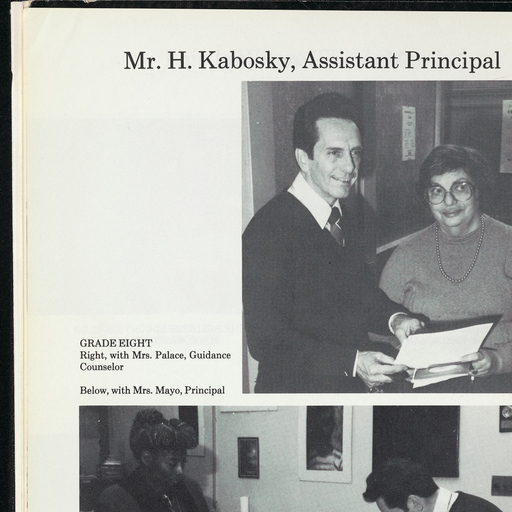 Mr. H. Kabosky, Assistant Principal
GRADE EIGHT
Right, with Mrs. Palace, Guidance
Counselor
Below, with Mrs. Mayo, Principal